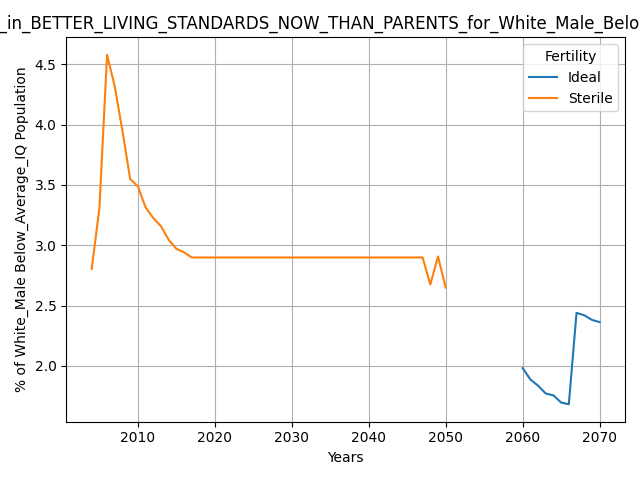 _in_BETTER_LIVING_STANDARDS_NOW_THAN_PARENTS_for_White_Male_Belo
Fertility
Ideal
Sterile
% of White_Male Below_Average_IQ Population
4.5
4.0
3.5
3.0
2.5
2.0
2010 2020 2030 2040 2050 2060 2070
Years